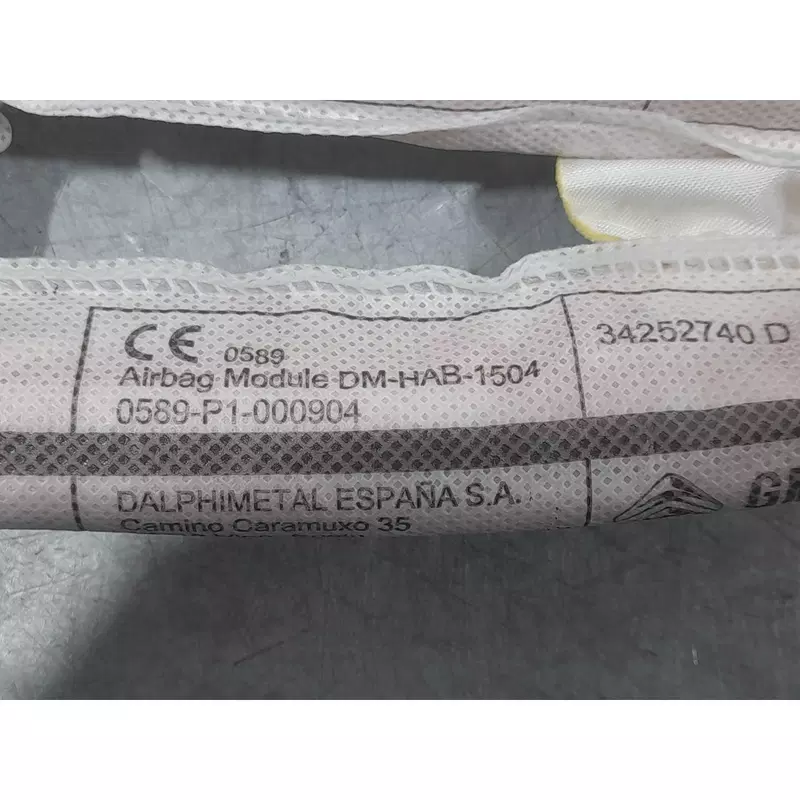 CE 0589
Airbag Module DM-HAB-1504
0589-P1-000904
34252740 D
DALPHIMETAL ESPAÑA S.A.
Camino Caramuxo 35